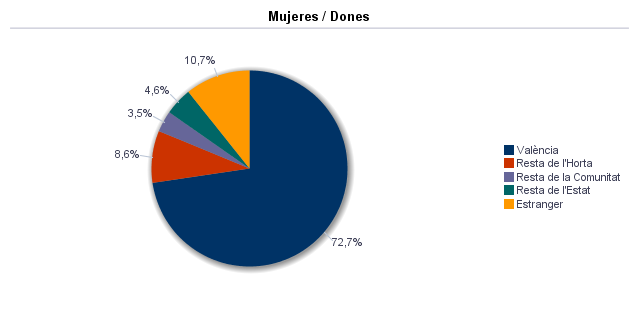 Mujeres / Dones
10,7%
4,6%
3,5%
8,6%
72,7%
València
Resta de l'Horta
Resta de la Comunitat
Resta de l'Estat
Estranger